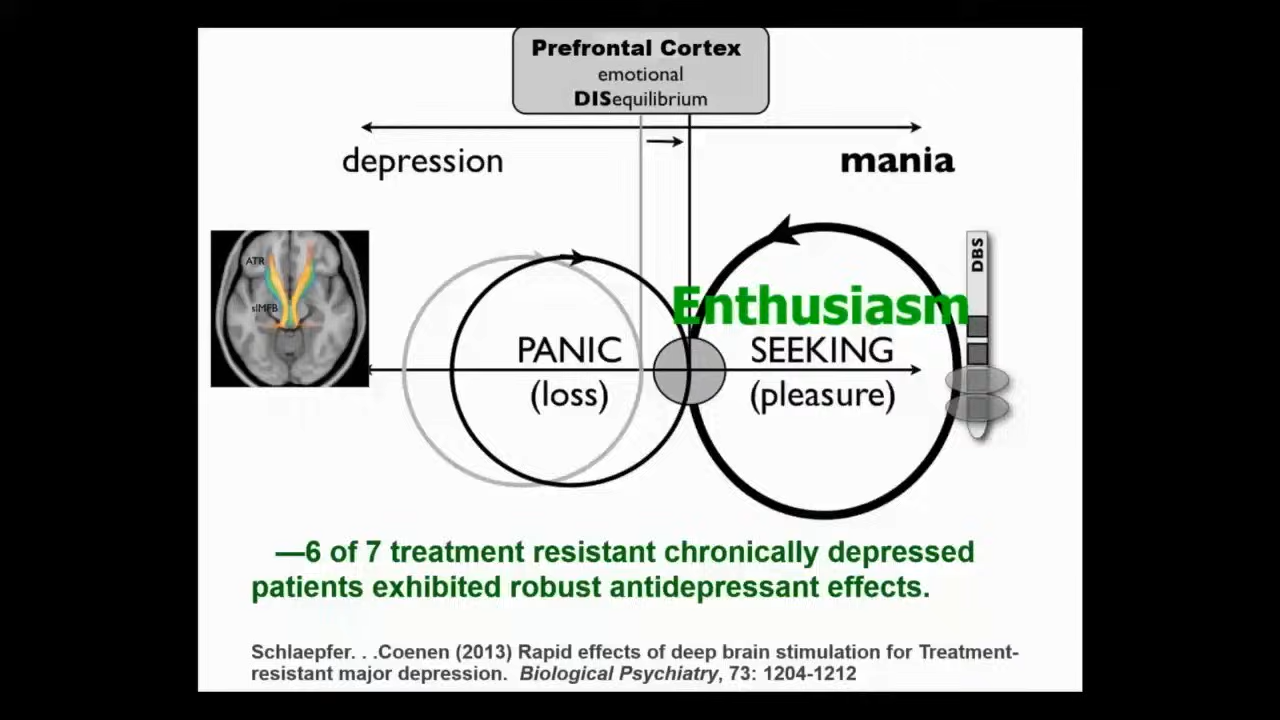 Prefrontal Cortex
emotional
DISequilibrium
depression
mania
ATR
slMFB
DBS
Enthusiasm
PANIC
(loss)
SEEKING
(pleasure)
—6 of 7 treatment resistant chronically depressed
patients exhibited robust antidepressant effects.
Schlaepfer. . .Coenen (2013) Rapid effects of deep brain stimulation for Treatment-
resistant major depression. Biological Psychiatry, 73: 1204-1212